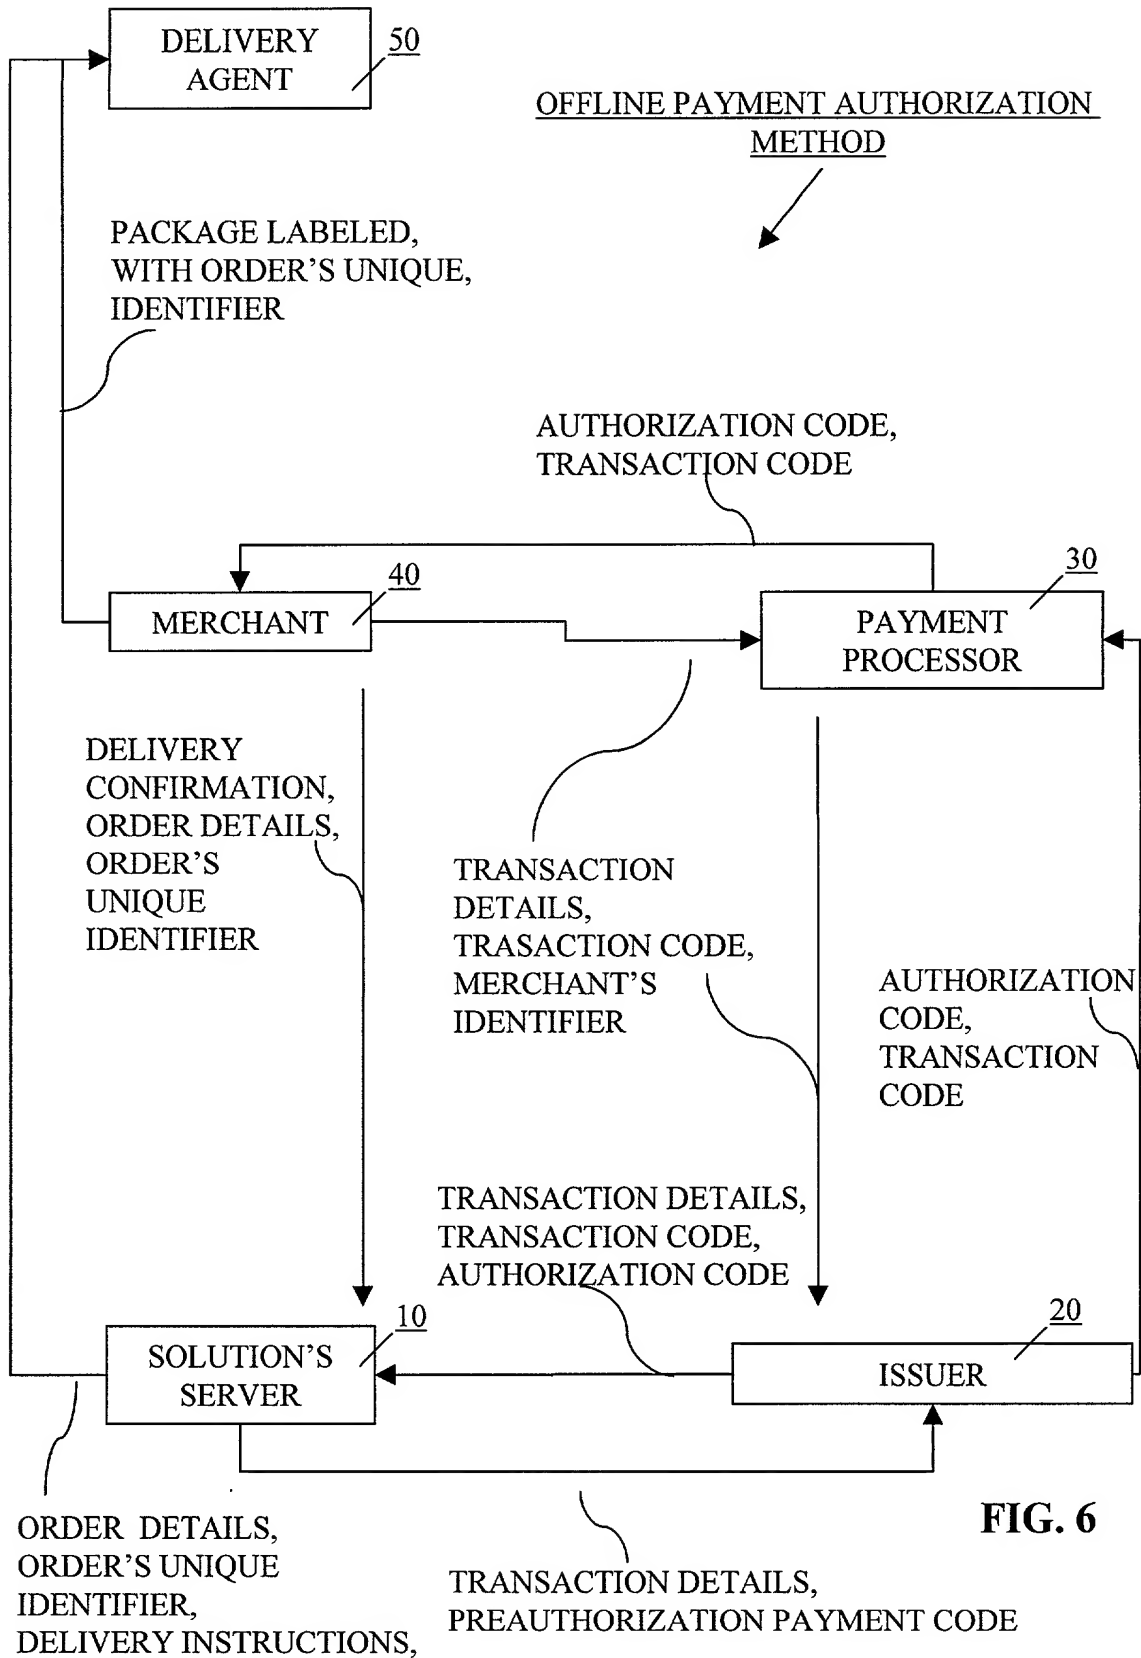 DELIVERY
AGENT
50
OFFLINE PAYMENT AUTHORIZATION
METHOD
PACKAGE LABELED,
WITH ORDER'S UNIQUE,
IDENTIFIER
AUTHORIZATION CODE,
TRANSACTION CODE
MERCHANT
40
PAYMENT
PROCESSOR
30
DELIVERY
CONFIRMATION,
ORDER DETAILS,
ORDER'S
UNIQUE
IDENTIFIER
TRANSACTION
DETAILS,
TRASACTION CODE,
MERCHANT'S
IDENTIFIER
AUTHORIZATION
CODE,
TRANSACTION
CODE
TRANSACTION DETAILS,
TRANSACTION CODE,
AUTHORIZATION CODE
SOLUTION'S
SERVER
10
ISSUER
20
FIG. 6
ORDER DETAILS,
ORDER'S UNIQUE
IDENTIFIER,
DELIVERY INSTRUCTIONS,
TRANSACTION DETAILS,
PREAUTHORIZATION PAYMENT CODE